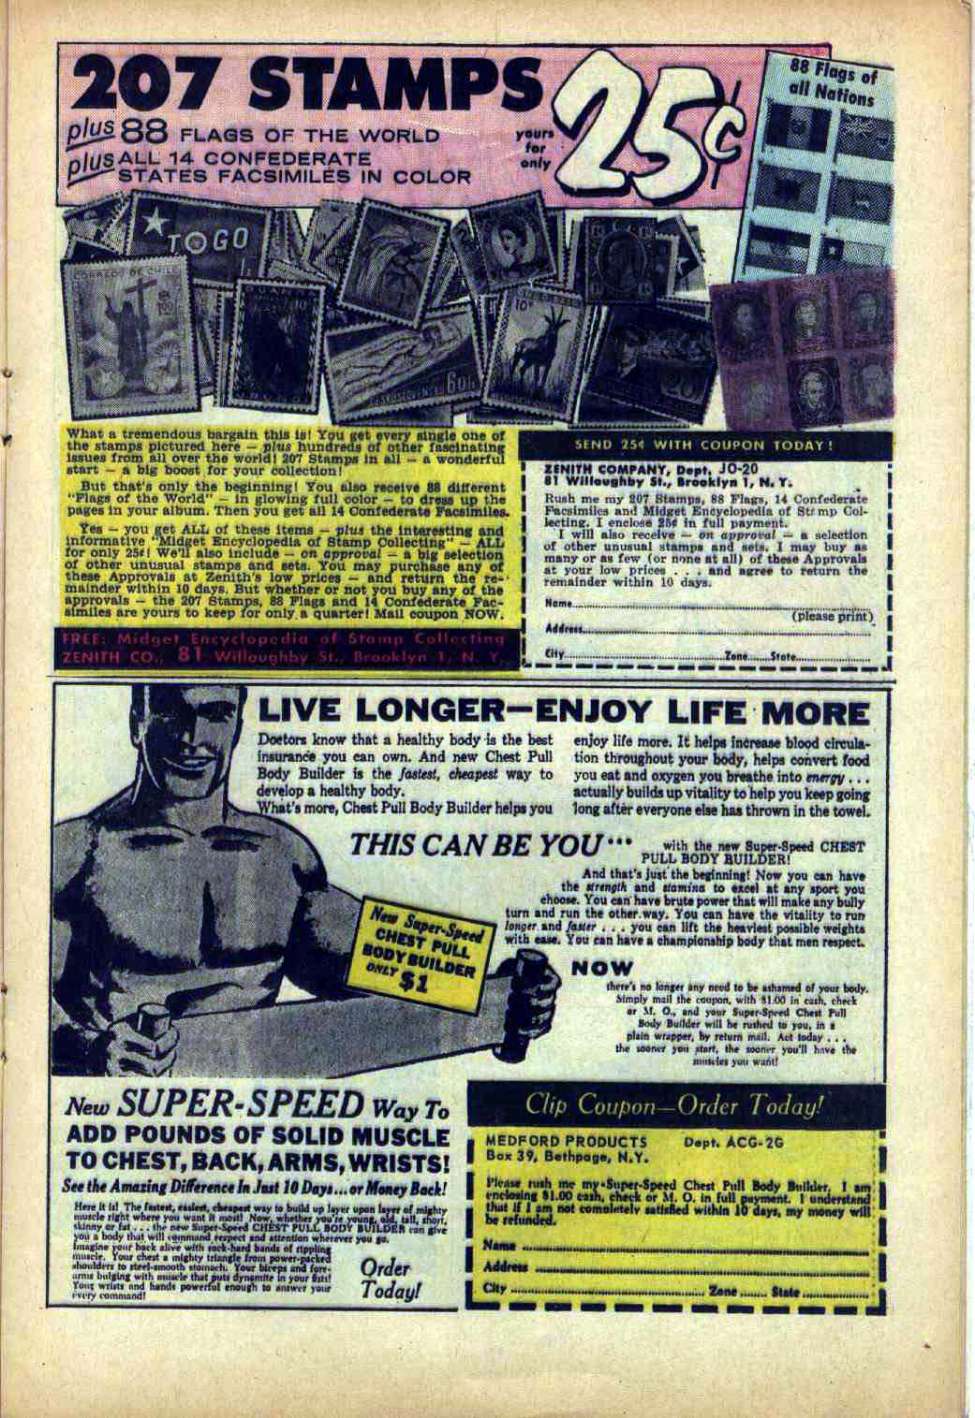 207 STAMPS
plus 88 FLAGS OF THE WORLD
plus ALL 14 CONFEDERATE
STATES FACSIMILES IN COLOR
yours
for
only
25¢
88 Flags of
all Nations
TOGO
CORREOS DE CHILE
10c
60
20
What a tremendous bargain this is! You get every single one of
the stamps pictured here — plus hundreds of other fascinating
issues from all over the world! 207 Stamps in all — a wonderful
start — a big boost for your collection!
But that's only the beginning! You also receive 88 different
"Flags of the World" — in glowing full color — to dress up the
pages in your album. Then you get all 14 Confederate Facsimiles.
Yes — you get ALL of these items — plus the interesting and
informative "Midget Encyclopedia of Stamp Collecting" — ALL
for only 25¢! We'll also include — on approval — a big selection
of other unusual stamps and sets. You may purchase any of
these Approvals at Zenith's low prices — and return the re-
mainder within 10 days. But whether or not you buy any of the
approvals — the 207 Stamps, 88 Flags and 14 Confederate Fac-
similes are yours to keep for only a quarter! Mail coupon NOW.
FREE: Midget Encyclopedia of Stamp Collecting
ZENITH CO., 81 Willoughby St., Brooklyn 1, N. Y.
SEND 25¢ WITH COUPON TODAY!
ZENITH COMPANY, Dept. JO-20
81 Willoughby St., Brooklyn 1, N. Y.
Rush me my 207 Stamps, 88 Flags, 14 Confederate
Facsimiles and Midget Encyclopedia of Stamp Col-
lecting. I enclose 25¢ in full payment.
I will also receive — on approval — a selection
of other unusual stamps and sets. I may buy as
many or as few (or none at all) of these Approvals
at your low prices . . . and agree to return the
remainder within 10 days.
Name
(please print)
Address
City Zone State
LIVE LONGER—ENJOY LIFE MORE
Doctors know that a healthy body is the best
insurance you can own. And new Chest Pull
Body Builder is the fastest, cheapest way to
develop a healthy body.
What's more, Chest Pull Body Builder helps you
enjoy life more. It helps increase blood circula-
tion throughout your body, helps convert food
you eat and oxygen you breathe into energy . . .
actually builds up vitality to help you keep going
long after everyone else has thrown in the towel.
THIS CAN BE YOU ...
with the new Super-Speed CHEST
PULL BODY BUILDER!
And that's just the beginning! Now you can have
the strength and stamina to excel at any sport you
choose. You can have brute power that will make any bully
turn and run the other way. You can have the vitality to run
longer and faster . . . you can lift the heaviest possible weights
with ease. You can have a championship body that men respect.
New Super-Speed
CHEST PULL
BODY BUILDER
ONLY $1
NOW
there's no longer any need to be ashamed of your body.
Simply mail the coupon, with $1.00 in cash, check
or M. O., and your Super-Speed Chest Pull
Body Builder will be rushed to you, in a
plain wrapper, by return mail. Act today . . .
the sooner you start, the sooner you'll have the
muscles you want!
New SUPER-SPEED Way To
ADD POUNDS OF SOLID MUSCLE
TO CHEST, BACK, ARMS, WRISTS!
See the Amazing Difference In Just 10 Days...or Money Back!
Here it is! The fastest, easiest, cheapest way to build up layer upon layer of mighty
muscle right where you want it most! Now, whether you're young, old, tall, short,
skinny or fat . . . the new Super-Speed CHEST PULL BODY BUILDER can give
you a body that will command respect and attention wherever you go.
Imagine your back alive with rock-hard bands of rippling
muscle. Your chest a mighty triangle from power-packed
shoulders to steel-smooth stomach. Your biceps and fore-
arms bulging with muscle that puts dynamite in your fists!
Your wrists and hands powerful enough to answer your
every command!
Order
Today!
Clip Coupon—Order Today!
MEDFORD PRODUCTS Dept. ACG-2G
Box 39, Bethpage, N.Y.
Please rush me my Super-Speed Chest Pull Body Builder, I am
enclosing $1.00 cash, check or M. O. in full payment. I understand
that if I am not completely satisfied within 10 days, my money will
be refunded.
Name
Address
City Zone State